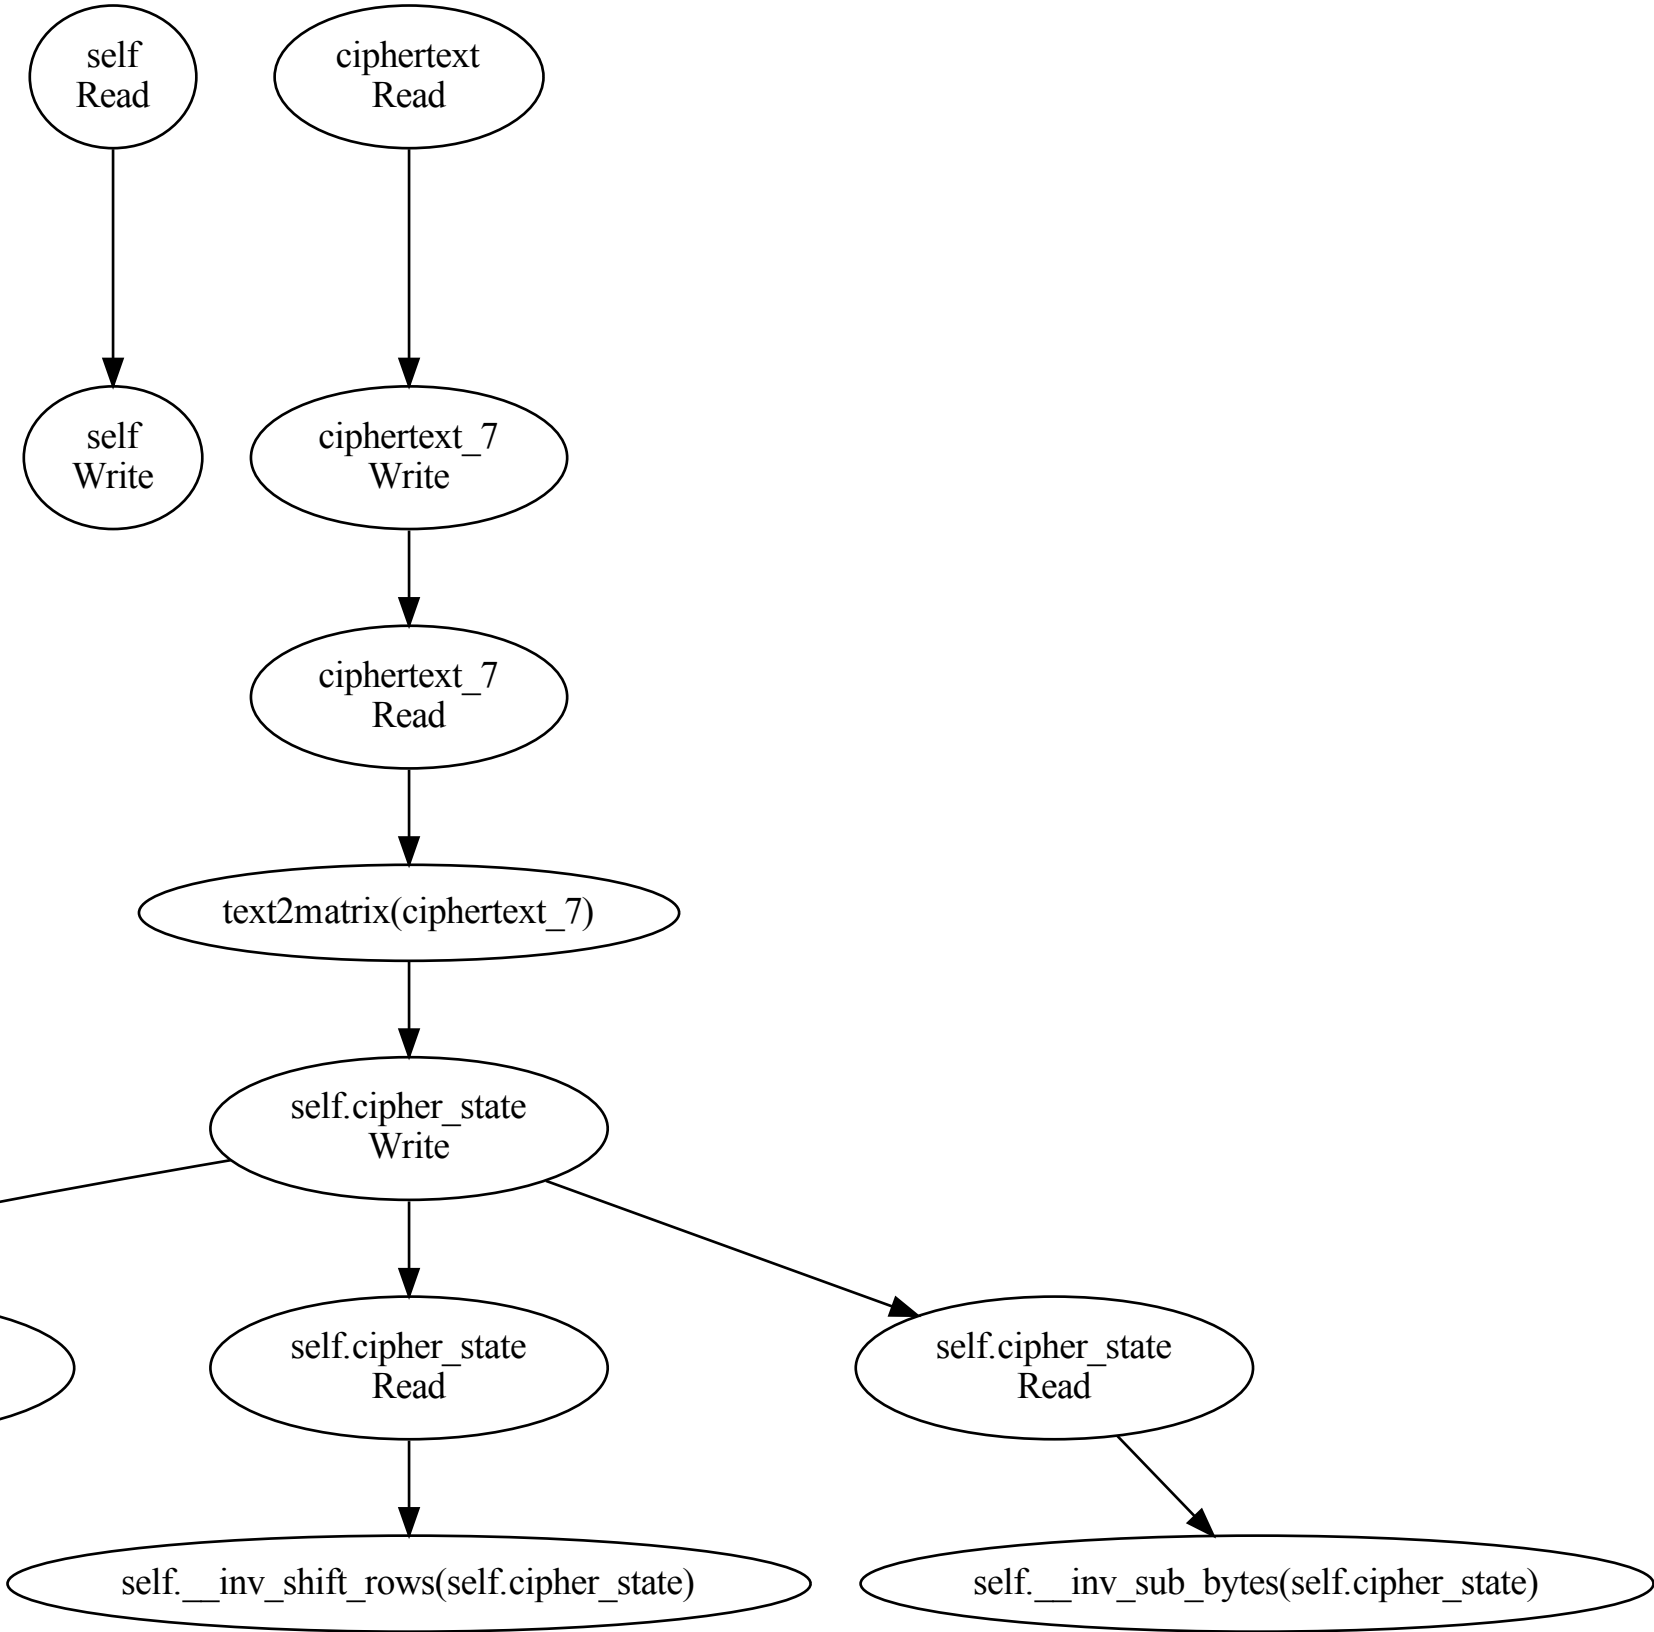 self
Read
ciphertext
Read
self
Write
ciphertext_7
Write
ciphertext_7
Read
text2matrix(ciphertext_7)
self.cipher_state
Write
self.cipher_state
Read
self.cipher_state
Read
self.__inv_shift_rows(self.cipher_state)
self.__inv_sub_bytes(self.cipher_state)